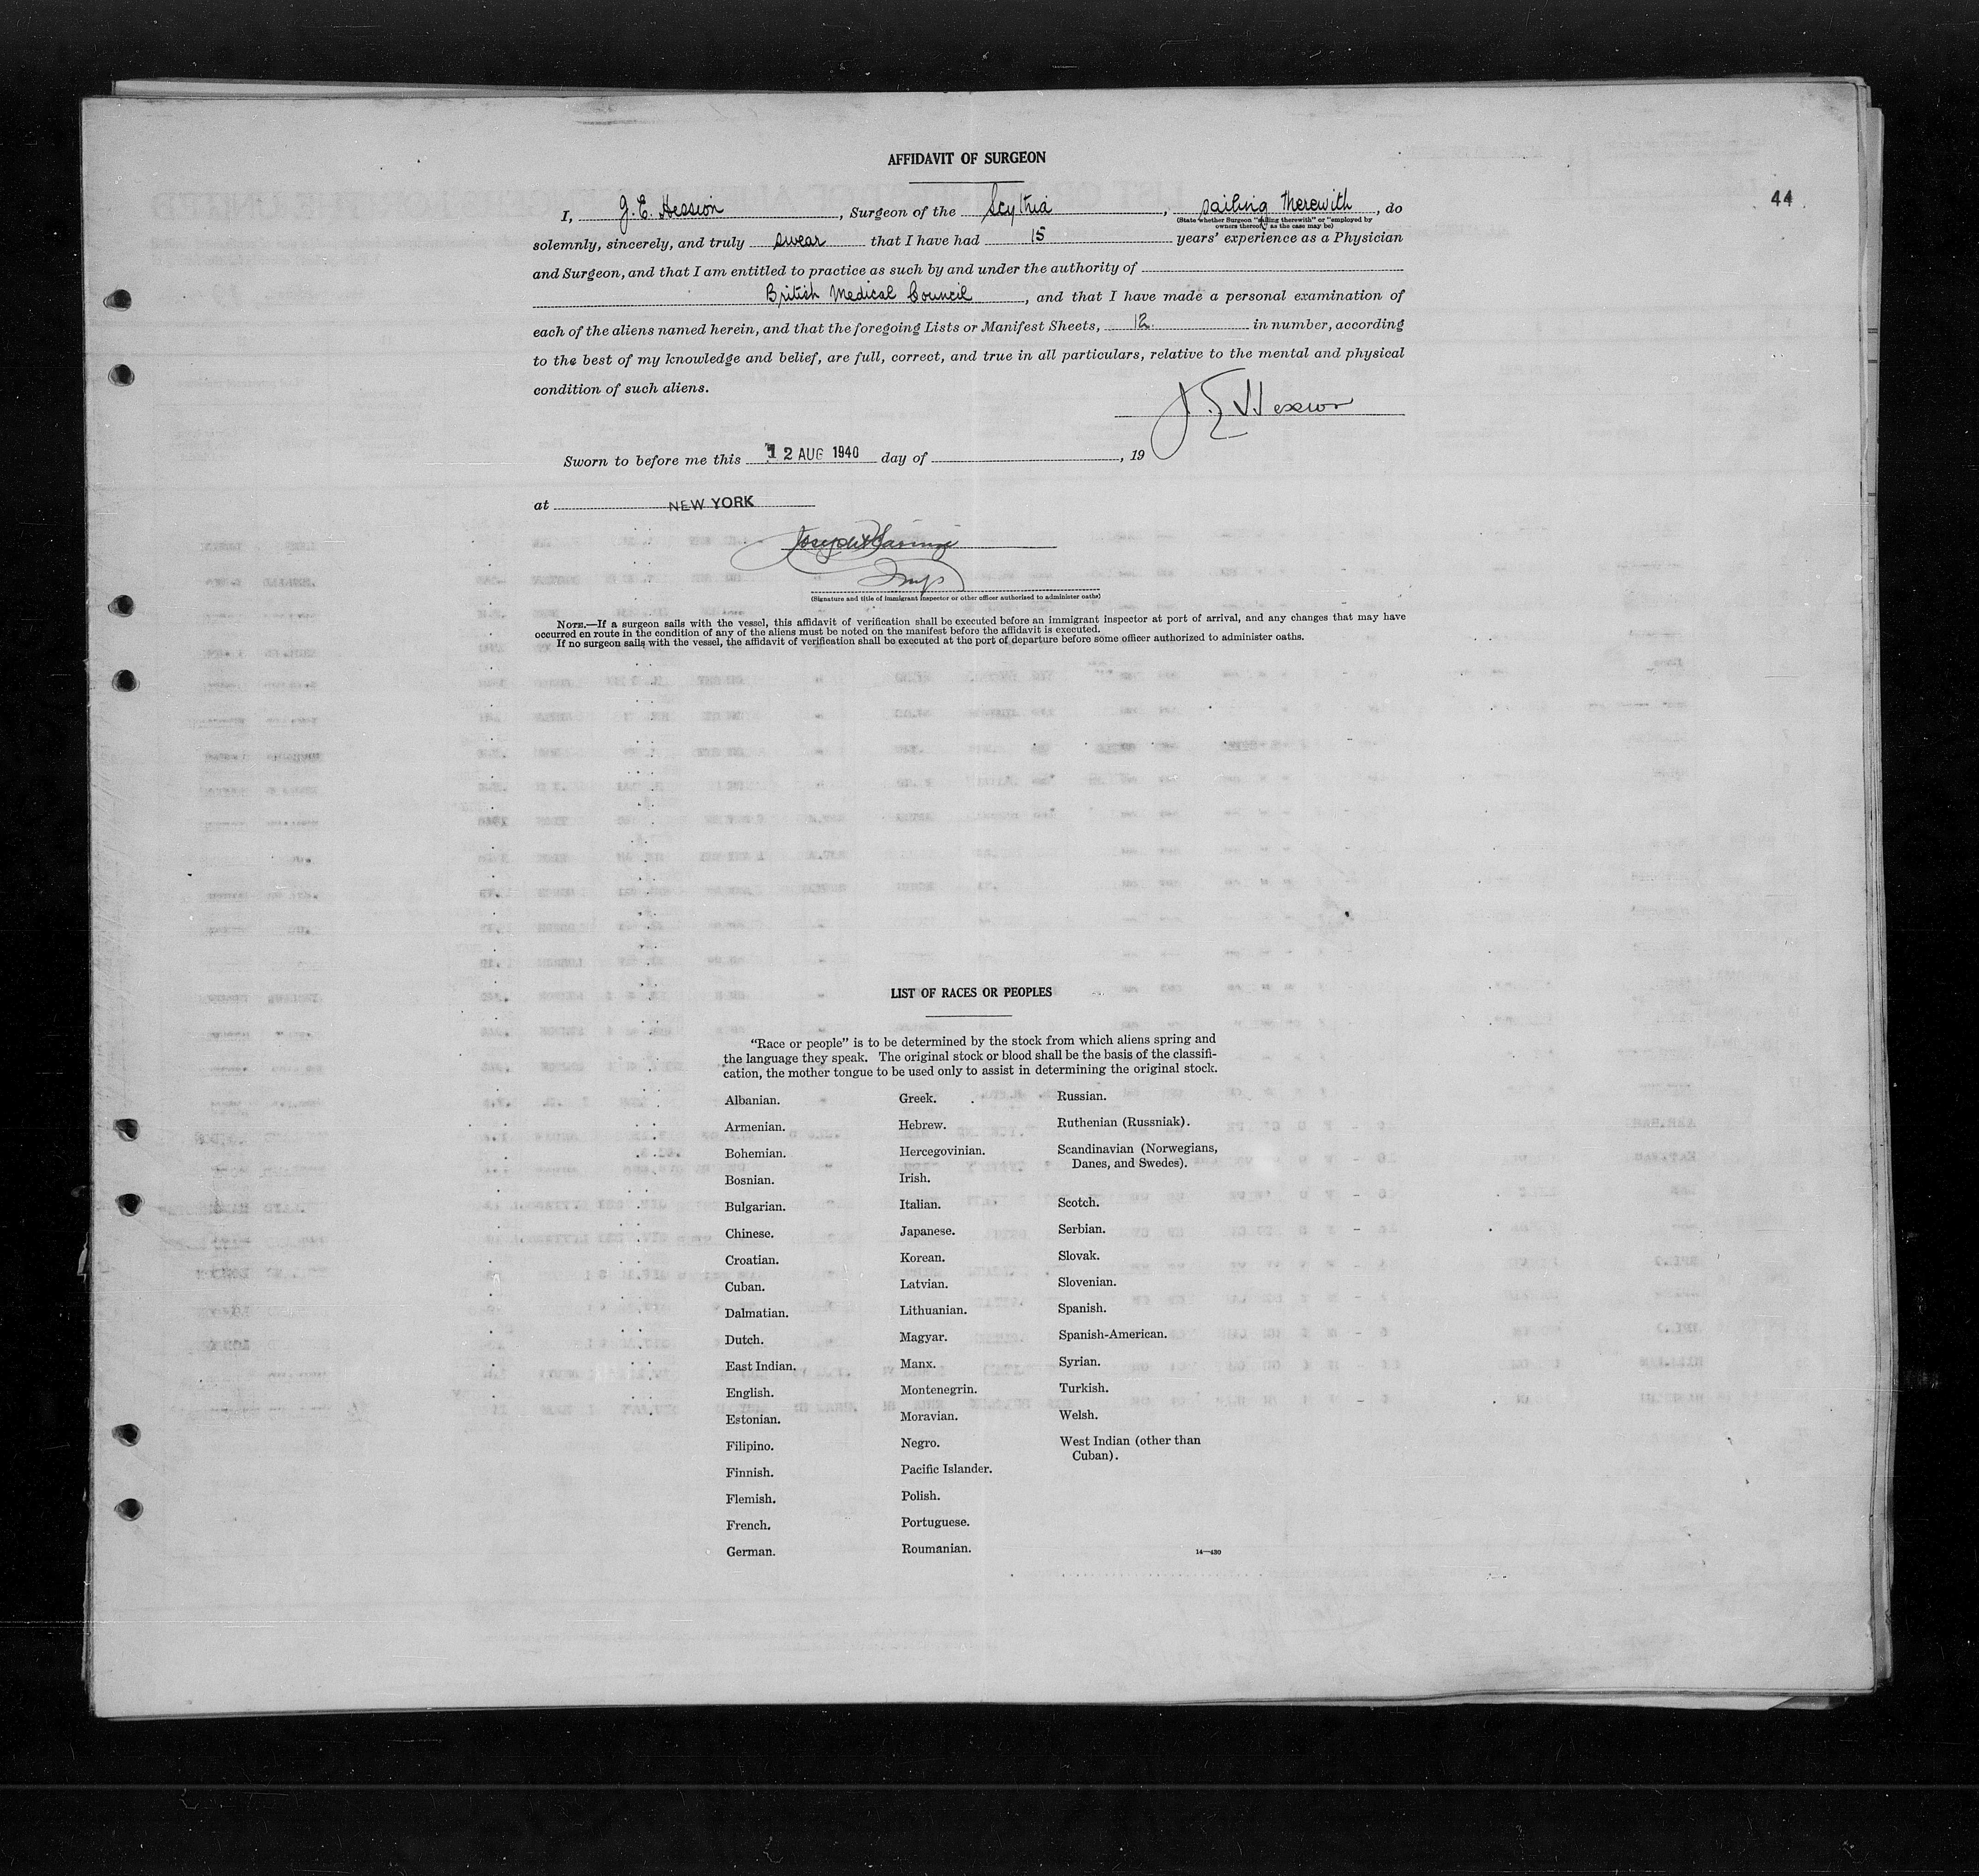 44
AFFIDAVIT OF SURGEON
I, J. E. Hession, Surgeon of the Scythia, sailing therewith, do
(State whether Surgeon "sailing therewith" or "employed by
owners thereof," as the case may be)
solemnly, sincerely, and truly swear that I have had 15 years' experience as a Physician
and Surgeon, and that I am entitled to practice as such by and under the authority of
British Medical Council, and that I have made a personal examination of
each of the aliens named herein, and that the foregoing Lists or Manifest Sheets, 12. in number, according
to the best of my knowledge and belief, are full, correct, and true in all particulars, relative to the mental and physical
condition of such aliens.
J. E Hession
Sworn to before me this 12 AUG 1940 day of , 19
at NEW YORK
Joseph
Insp
(Signature and title of immigrant inspector or other officer authorized to administer oaths)
NOTE.—If a surgeon sails with the vessel, this affidavit of verification shall be executed before an immigrant inspector at port of arrival, and any changes that may have
occurred en route in the condition of any of the aliens must be noted on the manifest before the affidavit is executed.
If no surgeon sails with the vessel, the affidavit of verification shall be executed at the port of departure before some officer authorized to administer oaths.
LIST OF RACES OR PEOPLES
"Race or people" is to be determined by the stock from which aliens spring and
the language they speak. The original stock or blood shall be the basis of the classifi-
cation, the mother tongue to be used only to assist in determining the original stock.
Albanian.
Armenian.
Bohemian.
Bosnian.
Bulgarian.
Chinese.
Croatian.
Cuban.
Dalmatian.
Dutch.
East Indian.
English.
Estonian.
Filipino.
Finnish.
Flemish.
French.
German.
Greek.
Hebrew.
Hercegovinian.
Irish.
Italian.
Japanese.
Korean.
Latvian.
Lithuanian.
Magyar.
Manx.
Montenegrin.
Moravian.
Negro.
Pacific Islander.
Polish.
Portuguese.
Roumanian.
Russian.
Ruthenian (Russniak).
Scandinavian (Norwegians,
Danes, and Swedes).
Scotch.
Serbian.
Slovak.
Slovenian.
Spanish.
Spanish-American.
Syrian.
Turkish.
Welsh.
West Indian (other than
Cuban).
14—430